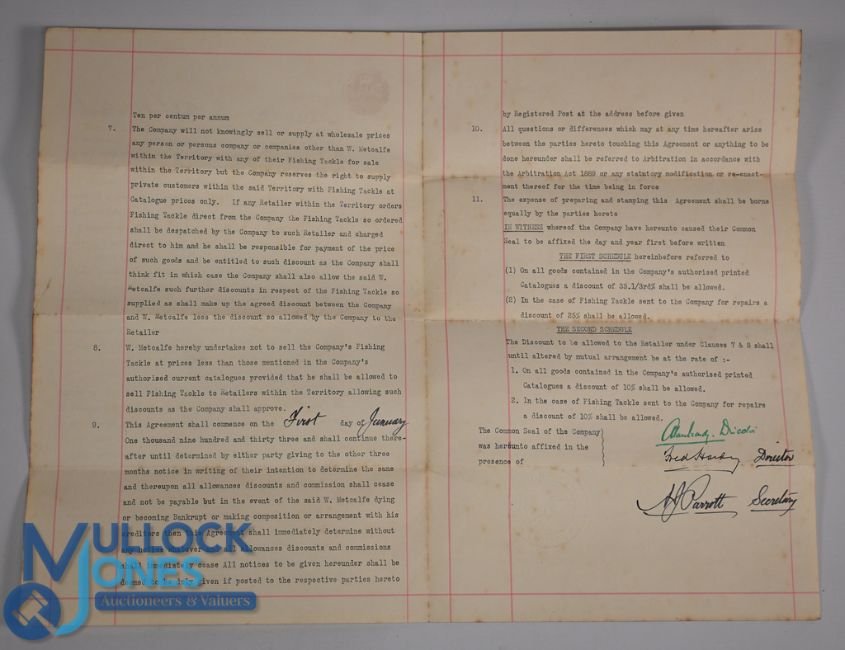 Ten per centum per annum
7. The Company will not knowingly sell or supply at wholesale prices
any person or persons company or companies other than W. Metcalfe
within the Territory with any of their Fishing Tackle for sale
within the Territory but the Company reserves the right to supply
private customers within the said Territory with Fishing Tackle at
Catalogue prices only. If any Retailer within the Territory orders
Fishing Tackle direct from the Company the Fishing Tackle so ordered
shall be despatched by the Company to such Retailer and charged
direct to him and he shall be responsible for payment of the price
of such goods and be entitled to such discount as the Company shall
think fit in which case the Company shall also allow the said W.
Metcalfe such further discounts in respect of the Fishing Tackle so
supplied as shall make up the agreed discount between the Company
and W. Metcalfe less the discount so allowed by the Company to the
Retailer
8. W. Metcalfe hereby undertakes not to sell the Company's Fishing
Tackle at prices less than those mentioned in the Company's
authorised current catalogues provided that he shall be allowed to
sell Fishing Tackle to Retailers within the Territory allowing such
discounts as the Company shall approve.
9. This Agreement shall commence on the First day of January
One thousand nine hundred and thirty three and shall continue there-
after until determined by either party giving to the other three
months notice in writing of their intention to determine the same
and thereupon all allowances discounts and commission shall cease
and not be payable but in the event of the said W. Metcalfe dying
or becoming Bankrupt or making composition or arrangement with his
creditors then this Agreement shall immediately determine without
any notice whatever and all allowances discounts and commissions
shall immediately cease All notices to be given hereunder shall be
deemed to be duly given if posted to the respective parties hereto
by Registered Post at the address before given
10. All questions or differences which may at any time hereafter arise
between the parties hereto touching this Agreement or anything to be
done hereunder shall be referred to Arbitration in accordance with
the Arbitration Act 1889 or any statutory modification or re-enact-
ment thereof for the time being in force
11. The expense of preparing and stamping this Agreement shall be borne
equally by the parties hereto
IN WITNESS whereof the Company have hereunto caused their Common
Seal to be affixed the day and year first before written
THE FIRST SCHEDULE hereinbefore referred to
(1) On all goods contained in the Company's authorised printed
Catalogues a discount of 33.1/3rd% shall be allowed.
(2) In the case of Fishing Tackle sent to the Company for repairs a
discount of 25% shall be allowed.
THE SECOND SCHEDULE
The Discount to be allowed to the Retailer under Clauses 7 & 8 shall
until altered by mutual arrangement be at the rate of :-
1. On all goods contained in the Company's authorised printed
Catalogues a discount of 10% shall be allowed.
2. In the case of Fishing Tackle sent to the Company for repairs
a discount of 10% shall be allowed.
The Common Seal of the Company
was hereunto affixed in the
presence of
Director
Fred Hardy Director
Parrott Secretary
MULLOCK
JONES
Auctioneers & Valuers